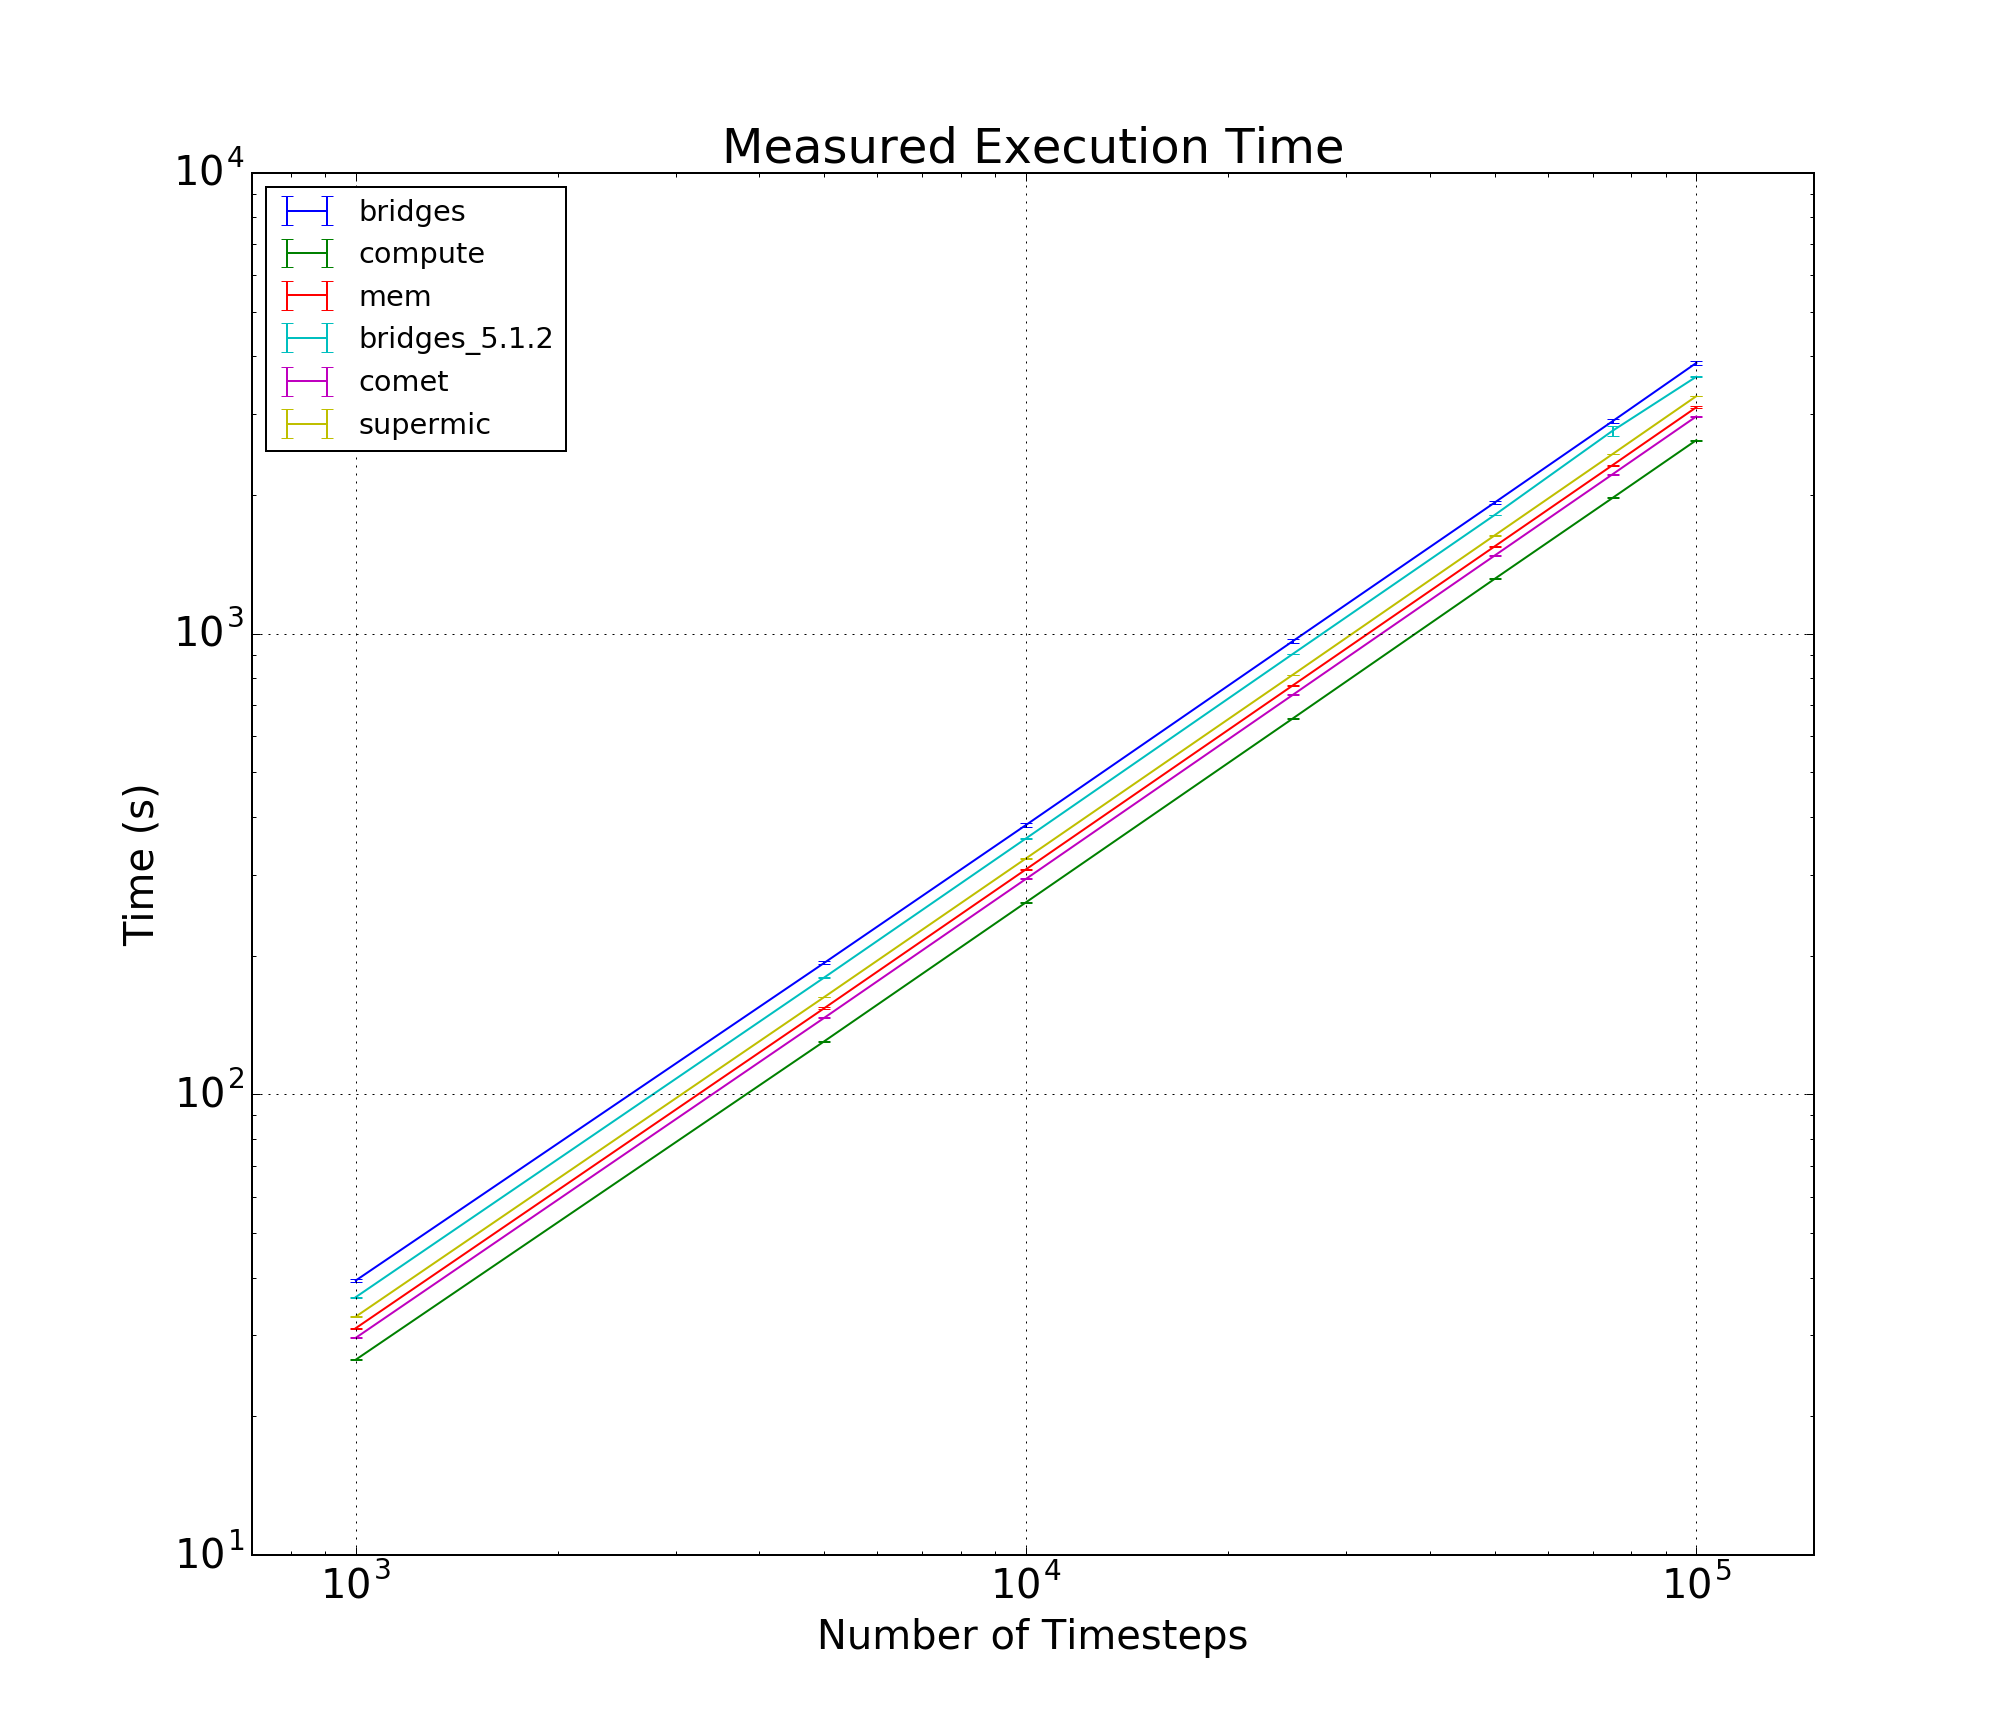 Measured Execution Time
10^4
bridges
compute
mem
bridges_5.1.2
comet
supermic
10^3
Time (s)
10^2
10^1
10^3 10^4 10^5
Number of Timesteps